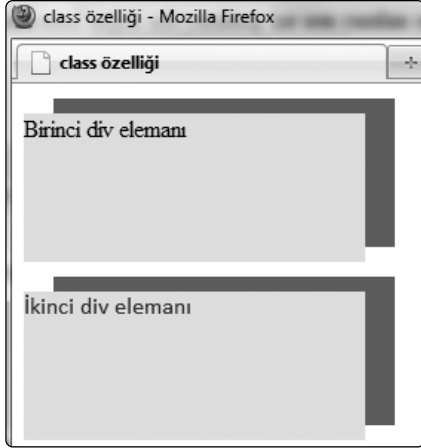 class özelliği - Mozilla Firefox
class özelliği
Birinci div elemanı
İkinci div elemanı